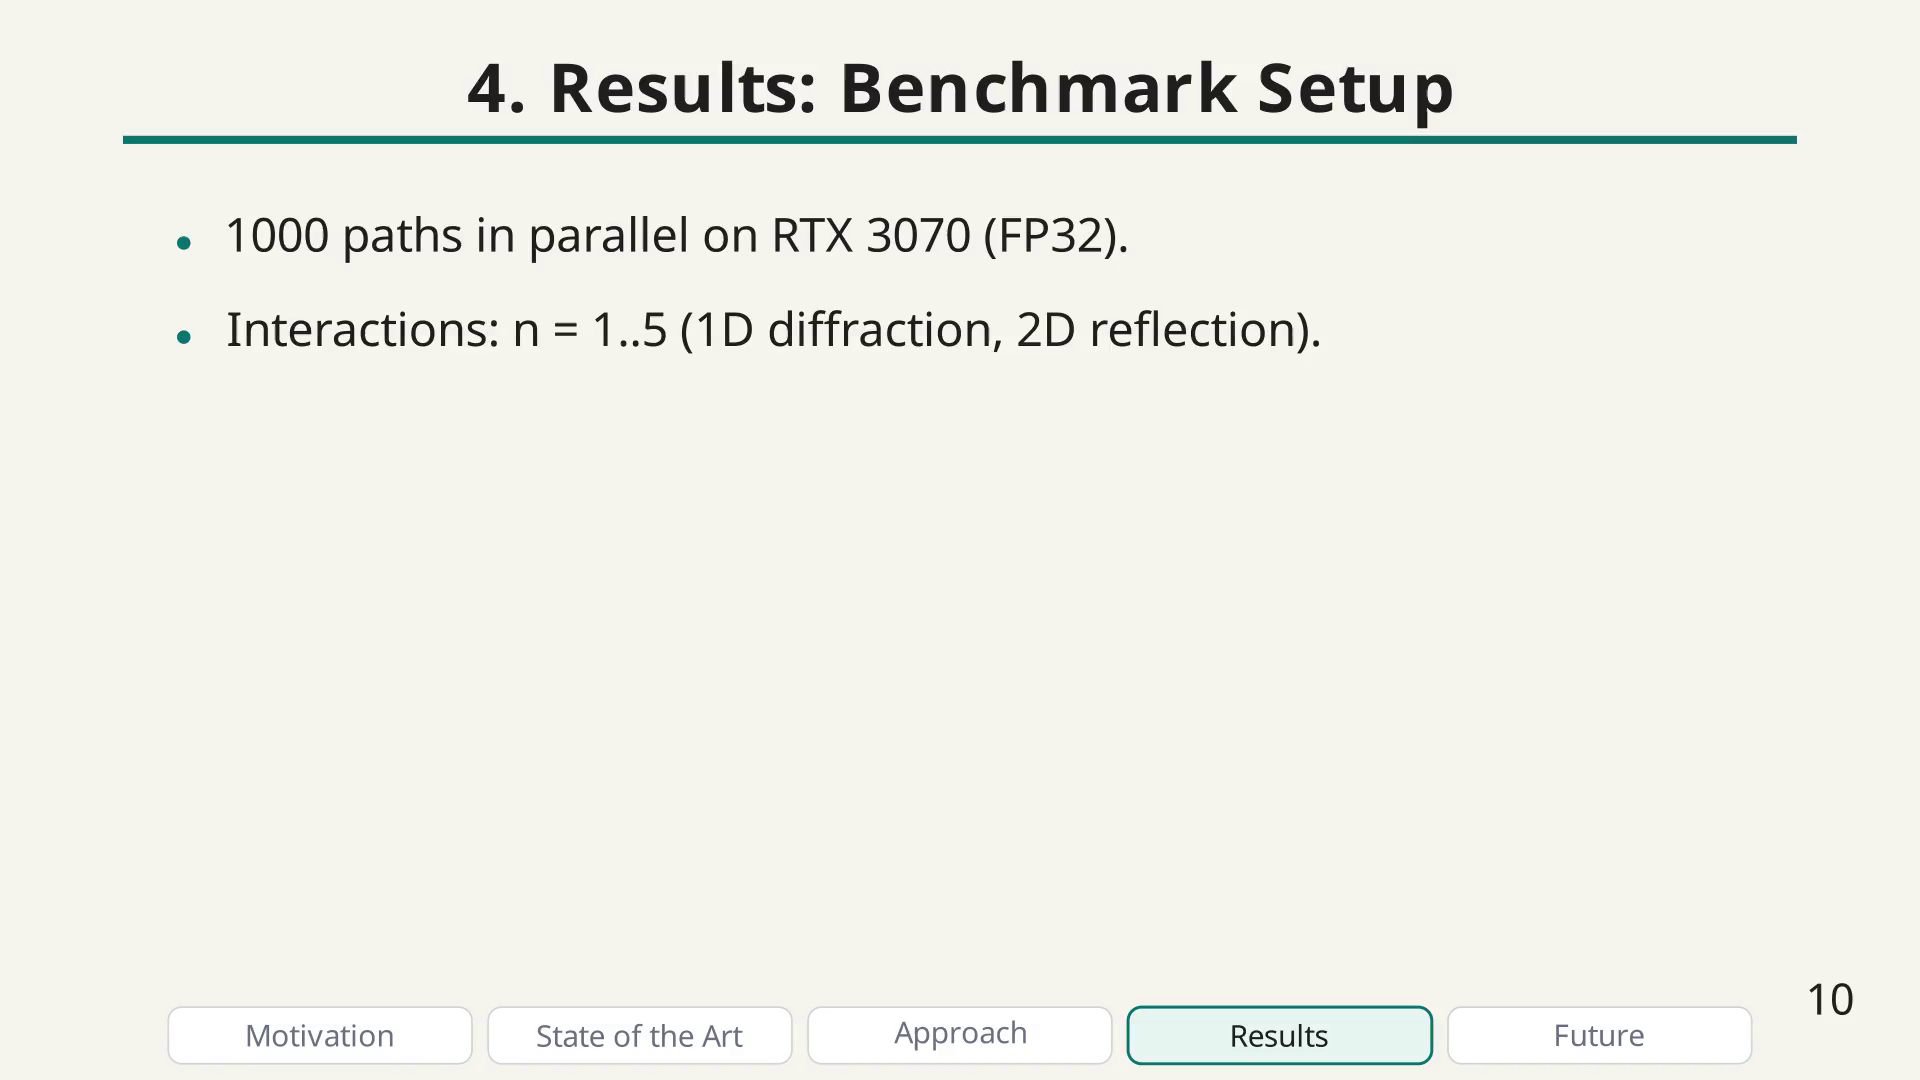 4. Results: Benchmark Setup
• 1000 paths in parallel on RTX 3070 (FP32).
• Interactions: n = 1..5 (1D diffraction, 2D reflection).
10
Motivation
State of the Art
Approach
Results
Future